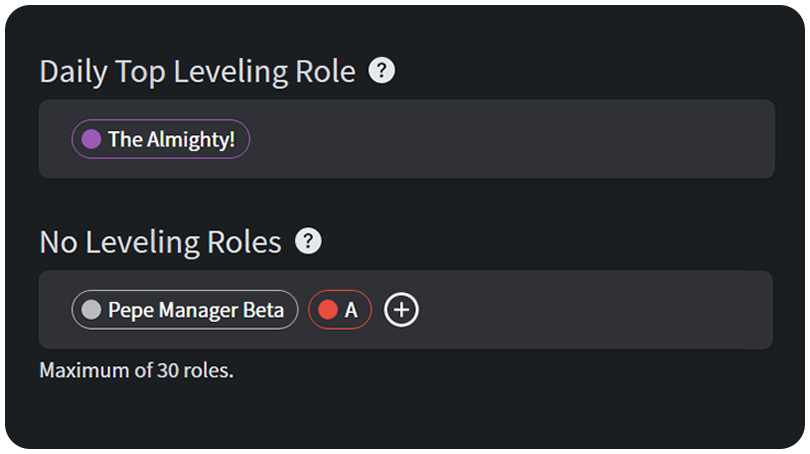 Daily Top Leveling Role ?
The Almighty!
No Leveling Roles ?
Pepe Manager Beta A
Maximum of 30 roles.